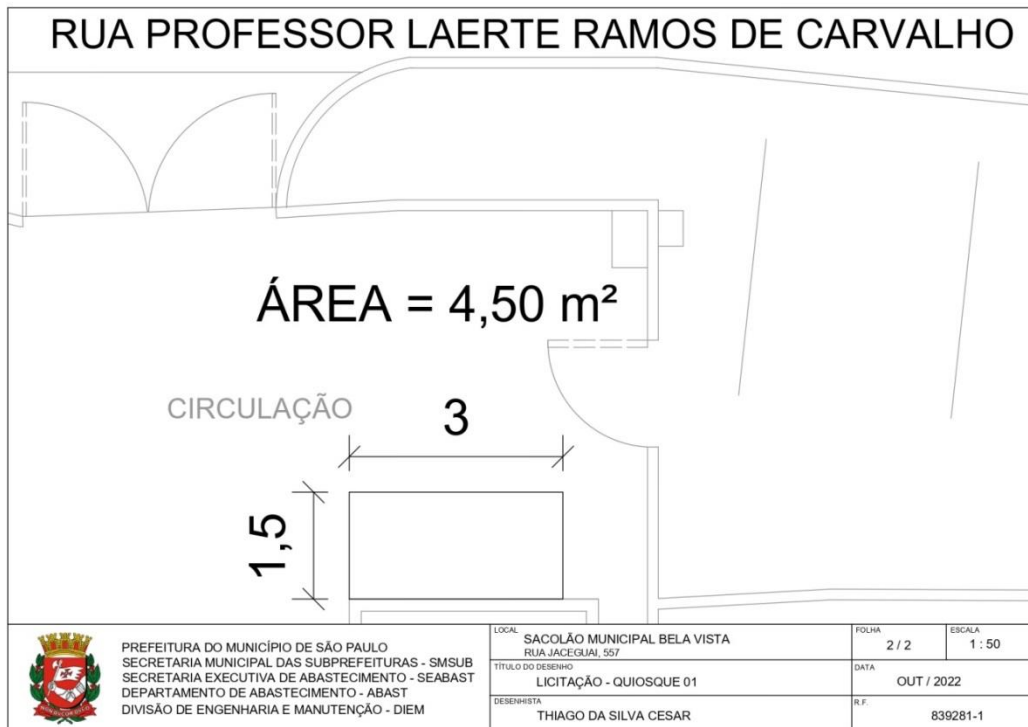 RUA PROFESSOR LAERTE RAMOS DE CARVALHO
ÁREA = 4,50 m²
CIRCULAÇÃO
3
1,5
PREFEITURA DO MUNICÍPIO DE SÃO PAULO
SECRETARIA MUNICIPAL DAS SUBPREFEITURAS - SMSUB
SECRETARIA EXECUTIVA DE ABASTECIMENTO - SEABAST
DEPARTAMENTO DE ABASTECIMENTO - ABAST
DIVISÃO DE ENGENHARIA E MANUTENÇÃO - DIEM
LOCAL
SACOLÃO MUNICIPAL BELA VISTA
RUA JACEGUAI, 557
FOLHA
2 / 2
ESCALA
1 : 50
TÍTULO DO DESENHO
LICITAÇÃO - QUIOSQUE 01
DATA
OUT / 2022
DESENHISTA
THIAGO DA SILVA CESAR
R.F.
839281-1